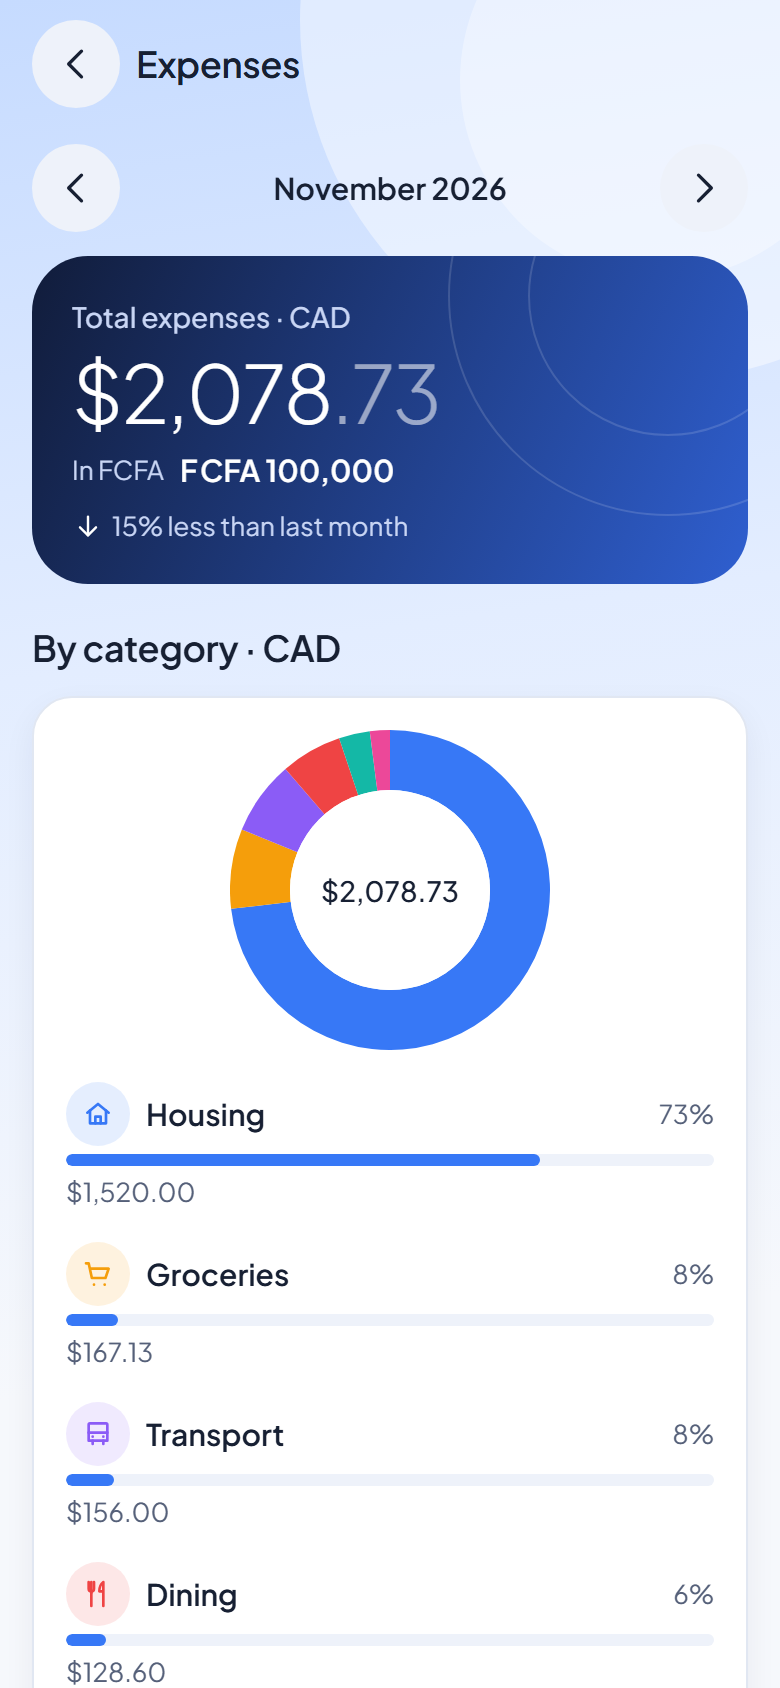 Expenses
November 2026
Total expenses · CAD
$2,078.73
In FCFA FCFA 100,000
15% less than last month
By category · CAD
$2,078.73
Housing 73%
$1,520.00
Groceries 8%
$167.13
Transport 8%
$156.00
Dining 6%
$128.60